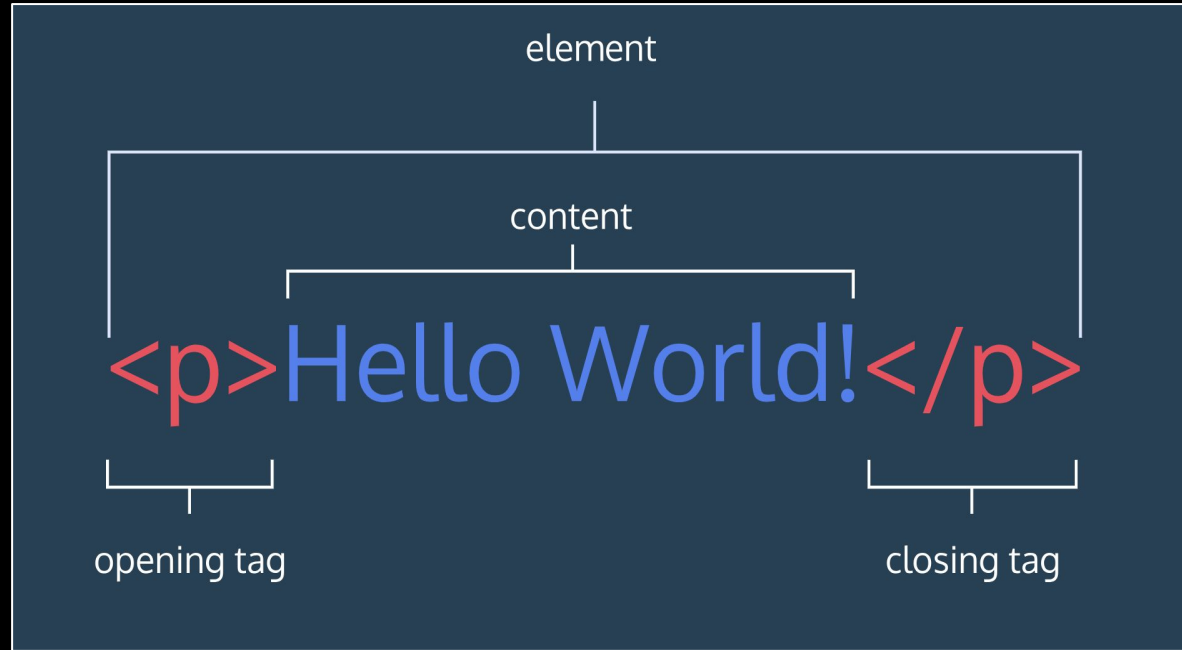 element
content
<p>Hello World!</p>
opening tag
closing tag